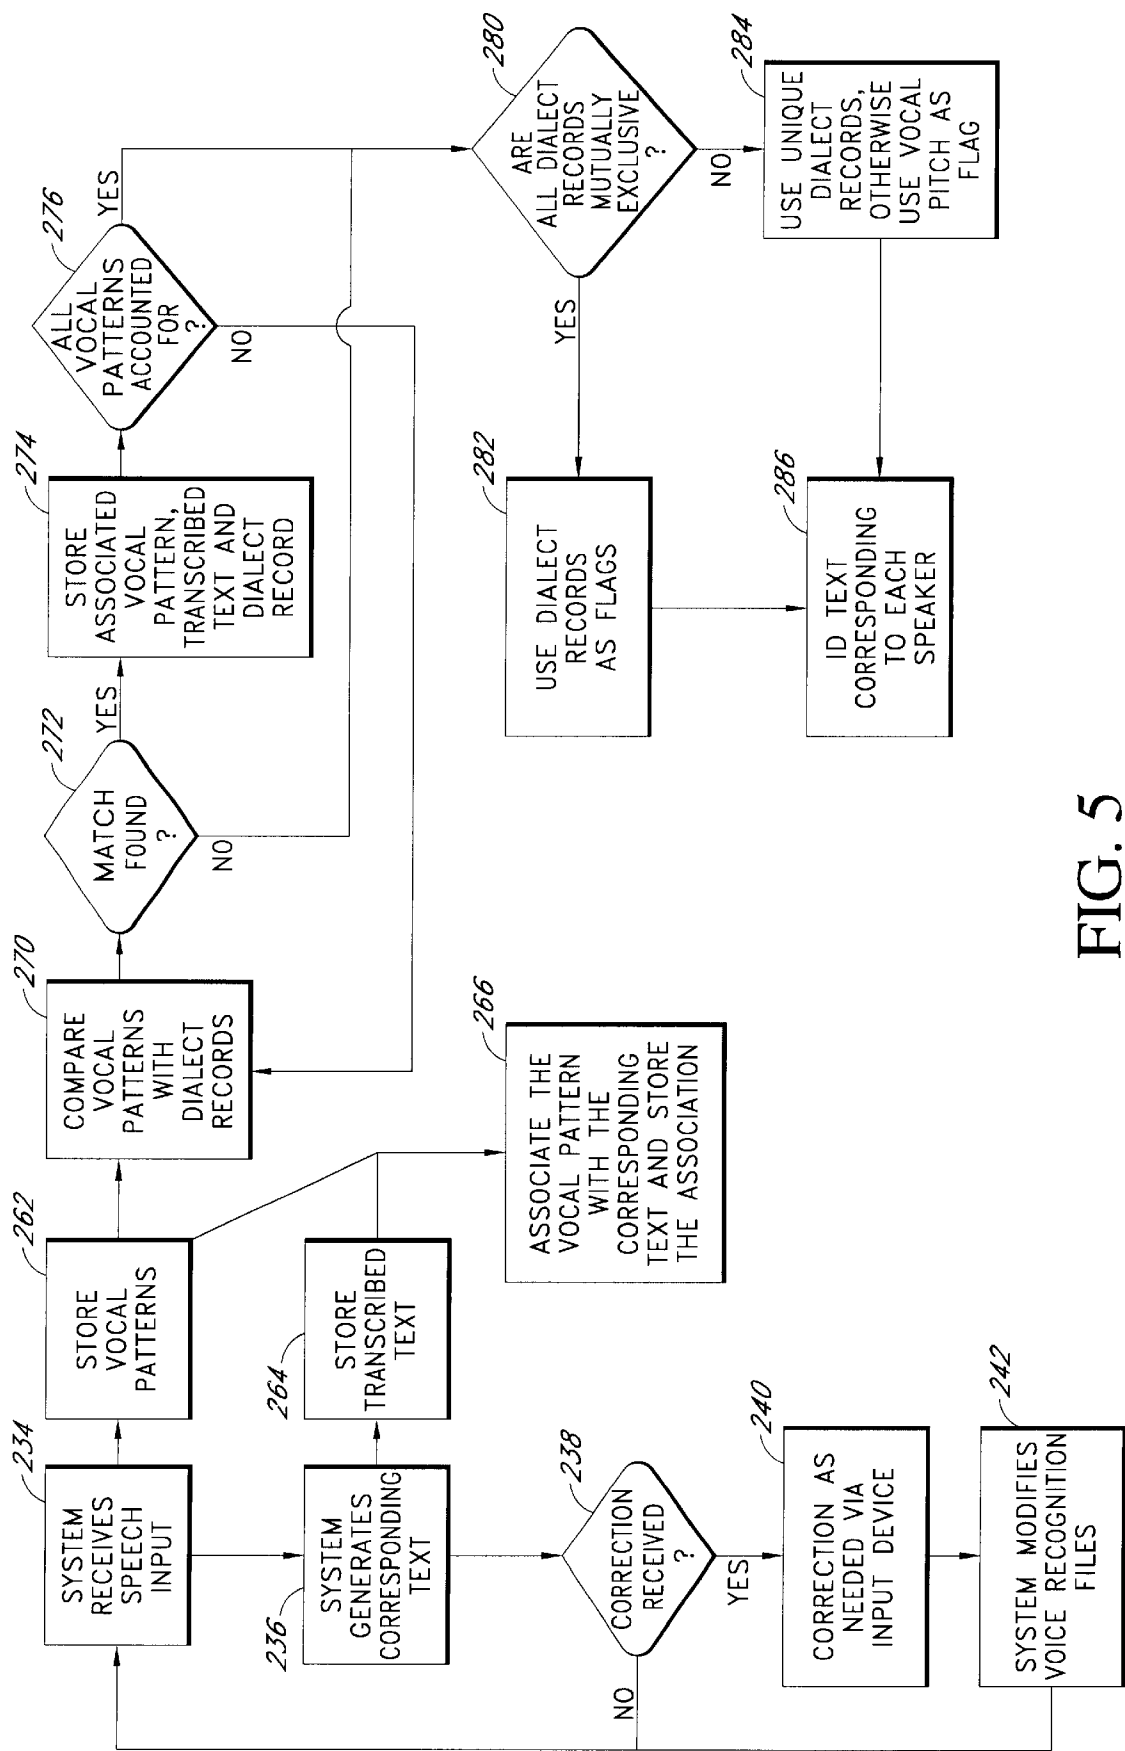 234
SYSTEM
RECEIVES
SPEECH
INPUT
262
STORE
VOCAL
PATTERNS
270
COMPARE
VOCAL
PATTERNS
WITH
DIALECT
RECORDS
272
MATCH
FOUND
?
YES
NO
274
STORE
ASSOCIATED
VOCAL
PATTERN,
TRANSCRIBED
TEXT AND
DIALECT
RECORD
276
ALL
VOCAL
PATTERNS
ACCOUNTED
FOR
?
YES
NO
236
SYSTEM
GENERATES
CORRESPONDING
TEXT
264
STORE
TRANSCRIBED
TEXT
266
ASSOCIATE THE
VOCAL PATTERN
WITH THE
CORRESPONDING
TEXT AND STORE
THE ASSOCIATION
238
CORRECTION
RECEIVED
?
NO
YES
240
CORRECTION AS
NEEDED VIA
INPUT DEVICE
242
SYSTEM MODIFIES
VOICE RECOGNITION
FILES
280
ARE
ALL DIALECT
RECORDS
MUTUALLY
EXCLUSIVE
?
YES
NO
282
USE DIALECT
RECORDS
AS FLAGS
284
USE UNIQUE
DIALECT
RECORDS,
OTHERWISE
USE VOCAL
PITCH AS
FLAG
286
ID TEXT
CORRESPONDING
TO EACH
SPEAKER
FIG. 5